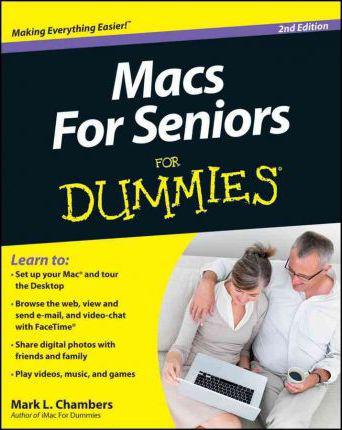 Making Everything Easier!™
2nd Edition
Macs
For Seniors
FOR
DUMMIES®
Learn to:
• Set up your Mac® and tour
the Desktop
• Browse the web, view and
send e-mail, and video-chat
with FaceTime®
• Share digital photos with
friends and family
• Play videos, music, and games
Mark L. Chambers
Author of iMac For Dummies